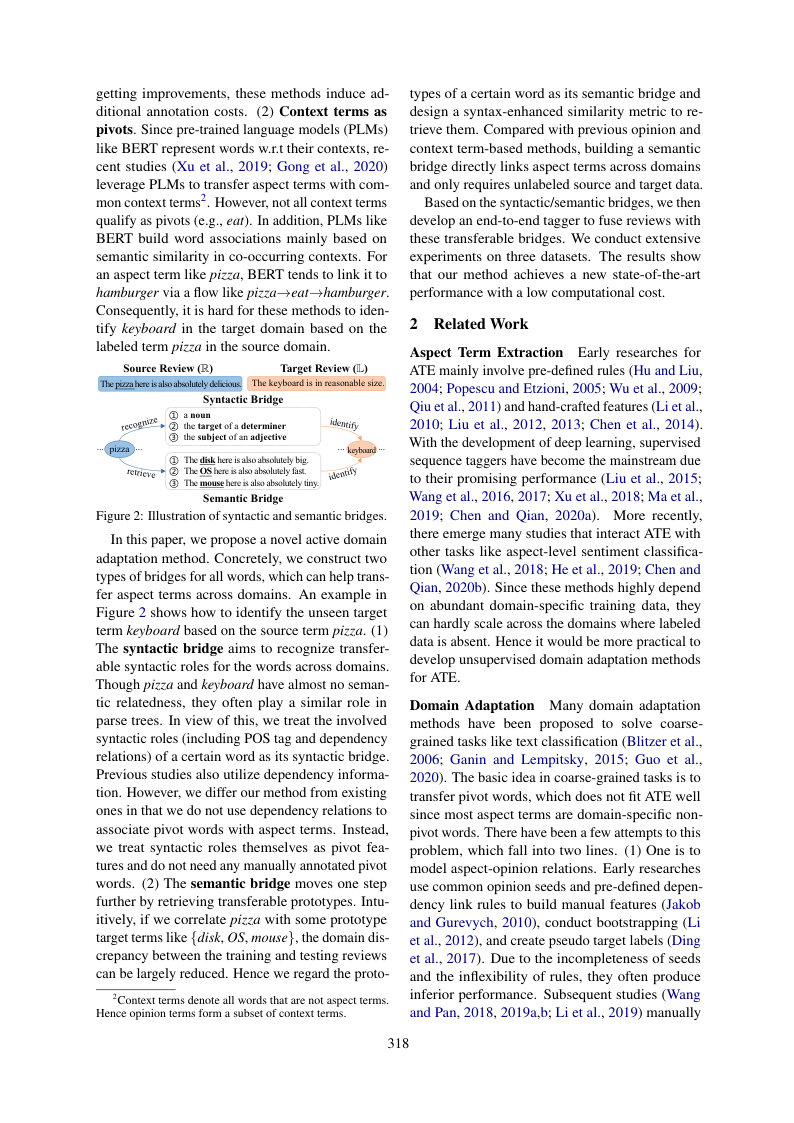 getting improvements, these methods induce ad-
ditional annotation costs. (2) Context terms as
pivots. Since pre-trained language models (PLMs)
like BERT represent words w.r.t their contexts, re-
cent studies (Xu et al., 2019; Gong et al., 2020)
leverage PLMs to transfer aspect terms with com-
mon context terms2. However, not all context terms
qualify as pivots (e.g., eat). In addition, PLMs like
BERT build word associations mainly based on
semantic similarity in co-occurring contexts. For
an aspect term like pizza, BERT tends to link it to
hamburger via a flow like pizza→eat→hamburger.
Consequently, it is hard for these methods to iden-
tify keyboard in the target domain based on the
labeled term pizza in the source domain.
Source Review (ℝ) Target Review (𝕃)
The pizza here is also absolutely delicious. The keyboard is in reasonable size.
Syntactic Bridge
① a noun
② the target of a determiner
③ the subject of an adjective
recognize
identify
··· pizza ···
··· keyboard ···
retrieve
identify
① The disk here is also absolutely big.
② The OS here is also absolutely fast.
③ The mouse here is also absolutely tiny.
Semantic Bridge
Figure 2: Illustration of syntactic and semantic bridges.
In this paper, we propose a novel active domain
adaptation method. Concretely, we construct two
types of bridges for all words, which can help trans-
fer aspect terms across domains. An example in
Figure 2 shows how to identify the unseen target
term keyboard based on the source term pizza. (1)
The syntactic bridge aims to recognize transfer-
able syntactic roles for the words across domains.
Though pizza and keyboard have almost no seman-
tic relatedness, they often play a similar role in
parse trees. In view of this, we treat the involved
syntactic roles (including POS tag and dependency
relations) of a certain word as its syntactic bridge.
Previous studies also utilize dependency informa-
tion. However, we differ our method from existing
ones in that we do not use dependency relations to
associate pivot words with aspect terms. Instead,
we treat syntactic roles themselves as pivot fea-
tures and do not need any manually annotated pivot
words. (2) The semantic bridge moves one step
further by retrieving transferable prototypes. Intu-
itively, if we correlate pizza with some prototype
target terms like {disk, OS, mouse}, the domain dis-
crepancy between the training and testing reviews
can be largely reduced. Hence we regard the proto-
2Context terms denote all words that are not aspect terms.
Hence opinion terms form a subset of context terms.
types of a certain word as its semantic bridge and
design a syntax-enhanced similarity metric to re-
trieve them. Compared with previous opinion and
context term-based methods, building a semantic
bridge directly links aspect terms across domains
and only requires unlabeled source and target data.
Based on the syntactic/semantic bridges, we then
develop an end-to-end tagger to fuse reviews with
these transferable bridges. We conduct extensive
experiments on three datasets. The results show
that our method achieves a new state-of-the-art
performance with a low computational cost.
2 Related Work
Aspect Term Extraction Early researches for
ATE mainly involve pre-defined rules (Hu and Liu,
2004; Popescu and Etzioni, 2005; Wu et al., 2009;
Qiu et al., 2011) and hand-crafted features (Li et al.,
2010; Liu et al., 2012, 2013; Chen et al., 2014).
With the development of deep learning, supervised
sequence taggers have become the mainstream due
to their promising performance (Liu et al., 2015;
Wang et al., 2016, 2017; Xu et al., 2018; Ma et al.,
2019; Chen and Qian, 2020a). More recently,
there emerge many studies that interact ATE with
other tasks like aspect-level sentiment classifica-
tion (Wang et al., 2018; He et al., 2019; Chen and
Qian, 2020b). Since these methods highly depend
on abundant domain-specific training data, they
can hardly scale across the domains where labeled
data is absent. Hence it would be more practical to
develop unsupervised domain adaptation methods
for ATE.
Domain Adaptation Many domain adaptation
methods have been proposed to solve coarse-
grained tasks like text classification (Blitzer et al.,
2006; Ganin and Lempitsky, 2015; Guo et al.,
2020). The basic idea in coarse-grained tasks is to
transfer pivot words, which does not fit ATE well
since most aspect terms are domain-specific non-
pivot words. There have been a few attempts to this
problem, which fall into two lines. (1) One is to
model aspect-opinion relations. Early researches
use common opinion seeds and pre-defined depen-
dency link rules to build manual features (Jakob
and Gurevych, 2010), conduct bootstrapping (Li
et al., 2012), and create pseudo target labels (Ding
et al., 2017). Due to the incompleteness of seeds
and the inflexibility of rules, they often produce
inferior performance. Subsequent studies (Wang
and Pan, 2018, 2019a,b; Li et al., 2019) manually
318